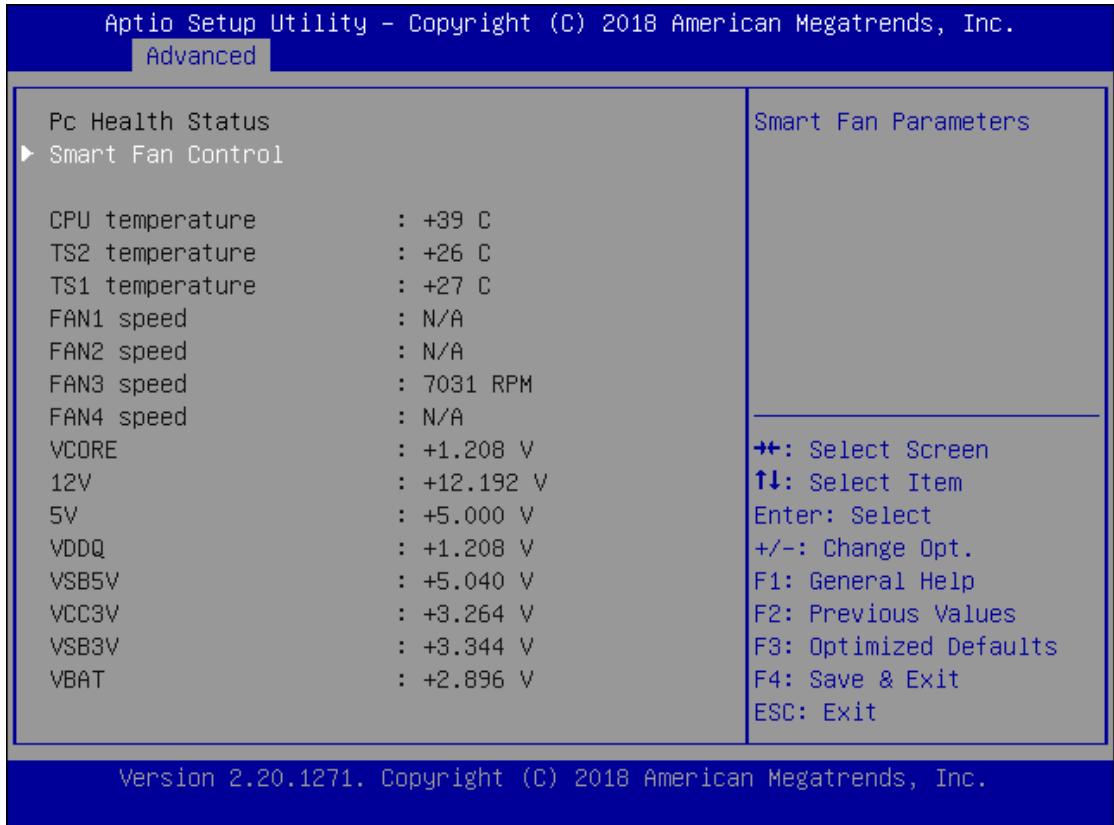 Aptio Setup Utility – Copyright (C) 2018 American Megatrends, Inc.
Advanced
Pc Health Status
▶ Smart Fan Control
CPU temperature : +39 C
TS2 temperature : +26 C
TS1 temperature : +27 C
FAN1 speed : N/A
FAN2 speed : N/A
FAN3 speed : 7031 RPM
FAN4 speed : N/A
VCORE : +1.208 V
12V : +12.192 V
5V : +5.000 V
VDDQ : +1.208 V
VSB5V : +5.040 V
VCC3V : +3.264 V
VSB3V : +3.344 V
VBAT : +2.896 V
Smart Fan Parameters
→←: Select Screen
↑↓: Select Item
Enter: Select
+/-: Change Opt.
F1: General Help
F2: Previous Values
F3: Optimized Defaults
F4: Save & Exit
ESC: Exit
Version 2.20.1271. Copyright (C) 2018 American Megatrends, Inc.